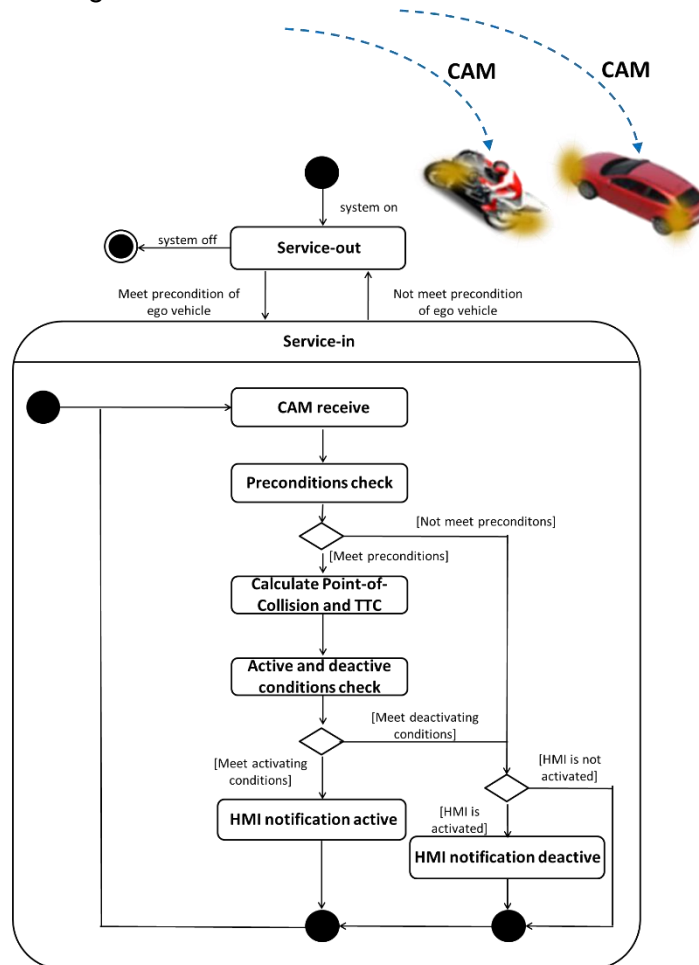 CAM
CAM
system on
system off
Service-out
Meet precondition of
ego vehicle
Not meet precondition
of ego vehicle
Service-in
CAM receive
Preconditions check
[Not meet preconditons]
[Meet preconditions]
Calculate Point-of-
Collision and TTC
Active and deactive
conditions check
[Meet deactivating
conditions]
[Meet activating
conditions]
[HMI is not
activated]
HMI notification active
[HMI is
activated]
HMI notification deactive